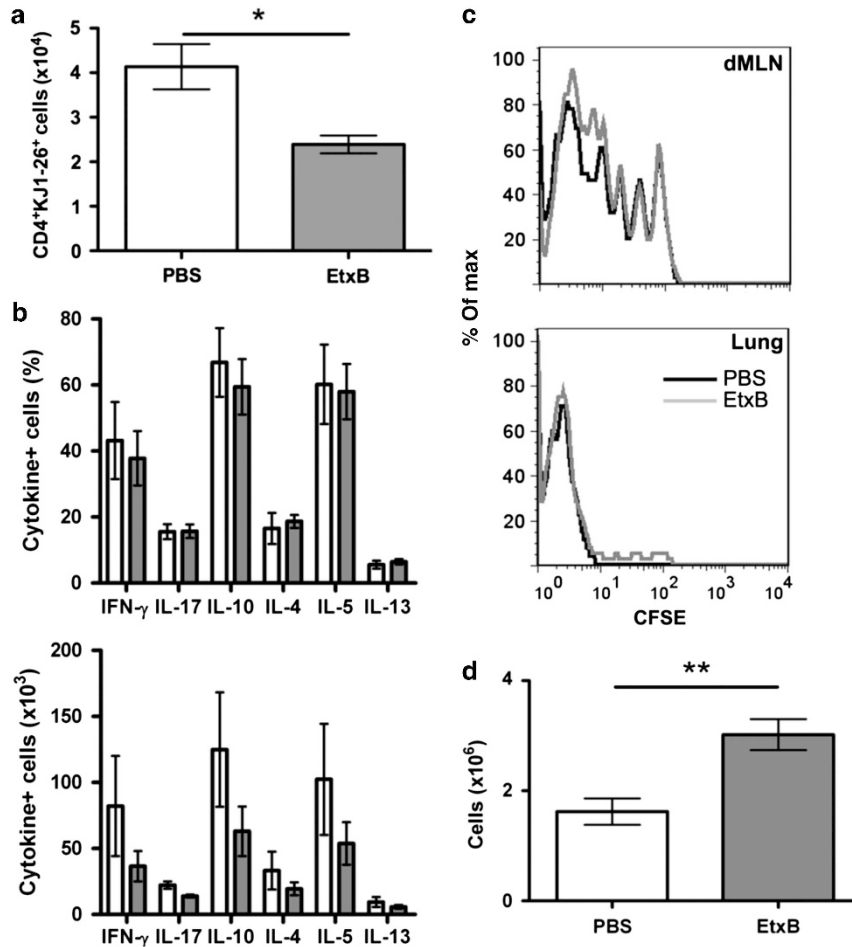 a
CD4⁺KJ1-26⁺ cells (x10⁴)
5
4
3
2
1
0
*
PBS EtxB
b
Cytokine+ cells (%)
80
60
40
20
0
IFN-γ IL-17 IL-10 IL-4 IL-5 IL-13
Cytokine+ cells (x10³)
200
150
100
50
0
IFN-γ IL-17 IL-10 IL-4 IL-5 IL-13
c
% Of max
dMLN
100
80
60
40
20
Lung
PBS
EtxB
100
80
60
40
20
10⁰ 10¹ 10² 10³ 10⁴
CFSE
d
Cells (x10⁶)
4
2
0
**
PBS EtxB